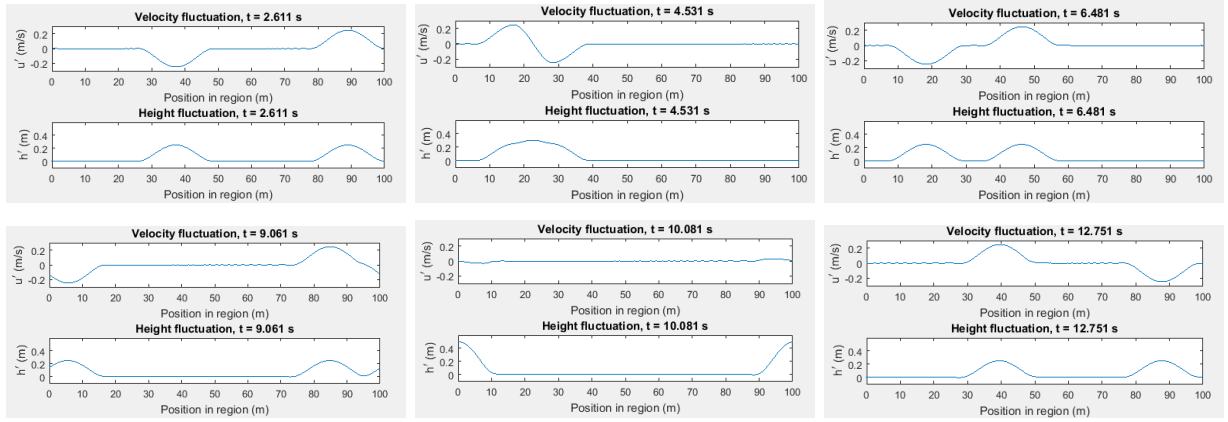 Velocity fluctuation, t = 2.611 s
u′ (m/s)
0.2
0
-0.2
0 10 20 30 40 50 60 70 80 90 100
Position in region (m)
Height fluctuation, t = 2.611 s
h′ (m)
0.4
0.2
0
0 10 20 30 40 50 60 70 80 90 100
Position in region (m)
Velocity fluctuation, t = 4.531 s
u′ (m/s)
0.2
0
-0.2
0 10 20 30 40 50 60 70 80 90 100
Position in region (m)
Height fluctuation, t = 4.531 s
h′ (m)
0.4
0.2
0
0 10 20 30 40 50 60 70 80 90 100
Position in region (m)
Velocity fluctuation, t = 6.481 s
u′ (m/s)
0.2
0
-0.2
0 10 20 30 40 50 60 70 80 90 100
Position in region (m)
Height fluctuation, t = 6.481 s
h′ (m)
0.4
0.2
0
0 10 20 30 40 50 60 70 80 90 100
Position in region (m)
Velocity fluctuation, t = 9.061 s
u′ (m/s)
0.2
0
-0.2
0 10 20 30 40 50 60 70 80 90 100
Position in region (m)
Height fluctuation, t = 9.061 s
h′ (m)
0.4
0.2
0
0 10 20 30 40 50 60 70 80 90 100
Position in region (m)
Velocity fluctuation, t = 10.081 s
u′ (m/s)
0.2
0
-0.2
0 10 20 30 40 50 60 70 80 90 100
Position in region (m)
Height fluctuation, t = 10.081 s
h′ (m)
0.4
0.2
0
0 10 20 30 40 50 60 70 80 90 100
Position in region (m)
Velocity fluctuation, t = 12.751 s
u′ (m/s)
0.2
0
-0.2
0 10 20 30 40 50 60 70 80 90 100
Position in region (m)
Height fluctuation, t = 12.751 s
h′ (m)
0.4
0.2
0
0 10 20 30 40 50 60 70 80 90 100
Position in region (m)